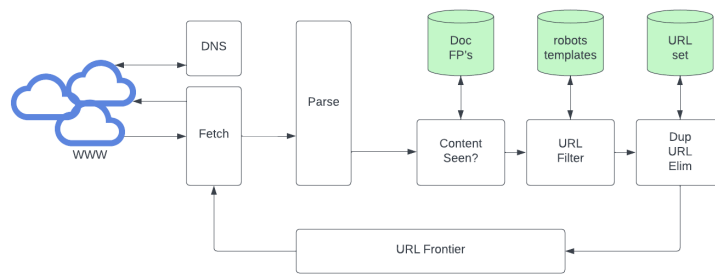 DNS
Doc
FP's
robots
templates
URL
set
Parse
Fetch
Content
Seen?
URL
Filter
Dup
URL
Elim
WWW
URL Frontier